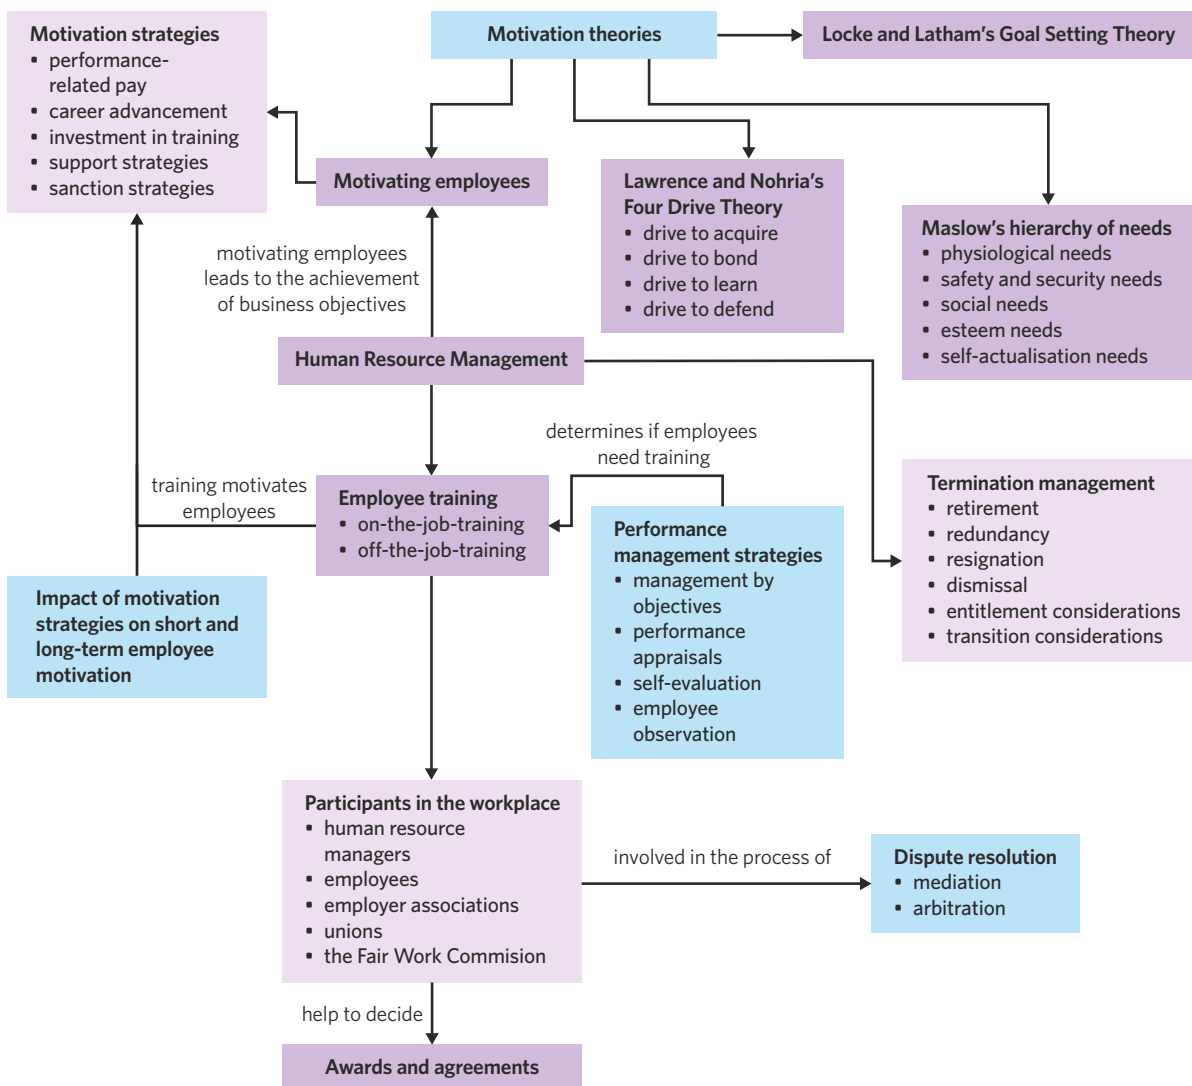 Motivation strategies
• performance-
related pay
• career advancement
• investment in training
• support strategies
• sanction strategies
Motivation theories
Locke and Latham's Goal Setting Theory
Motivating employees
Lawrence and Nohria's
Four Drive Theory
• drive to acquire
• drive to bond
• drive to learn
• drive to defend
Maslow's hierarchy of needs
• physiological needs
• safety and security needs
• social needs
• esteem needs
• self-actualisation needs
motivating employees
leads to the achievement
of business objectives
Human Resource Management
determines if employees
need training
training motivates
employees
Employee training
• on-the-job-training
• off-the-job-training
Performance
management strategies
• management by
objectives
• performance
appraisals
• self-evaluation
• employee
observation
Termination management
• retirement
• redundancy
• resignation
• dismissal
• entitlement considerations
• transition considerations
Impact of motivation
strategies on short and
long-term employee
motivation
Participants in the workplace
• human resource
managers
• employees
• employer associations
• unions
• the Fair Work Commision
involved in the process of
Dispute resolution
• mediation
• arbitration
help to decide
Awards and agreements